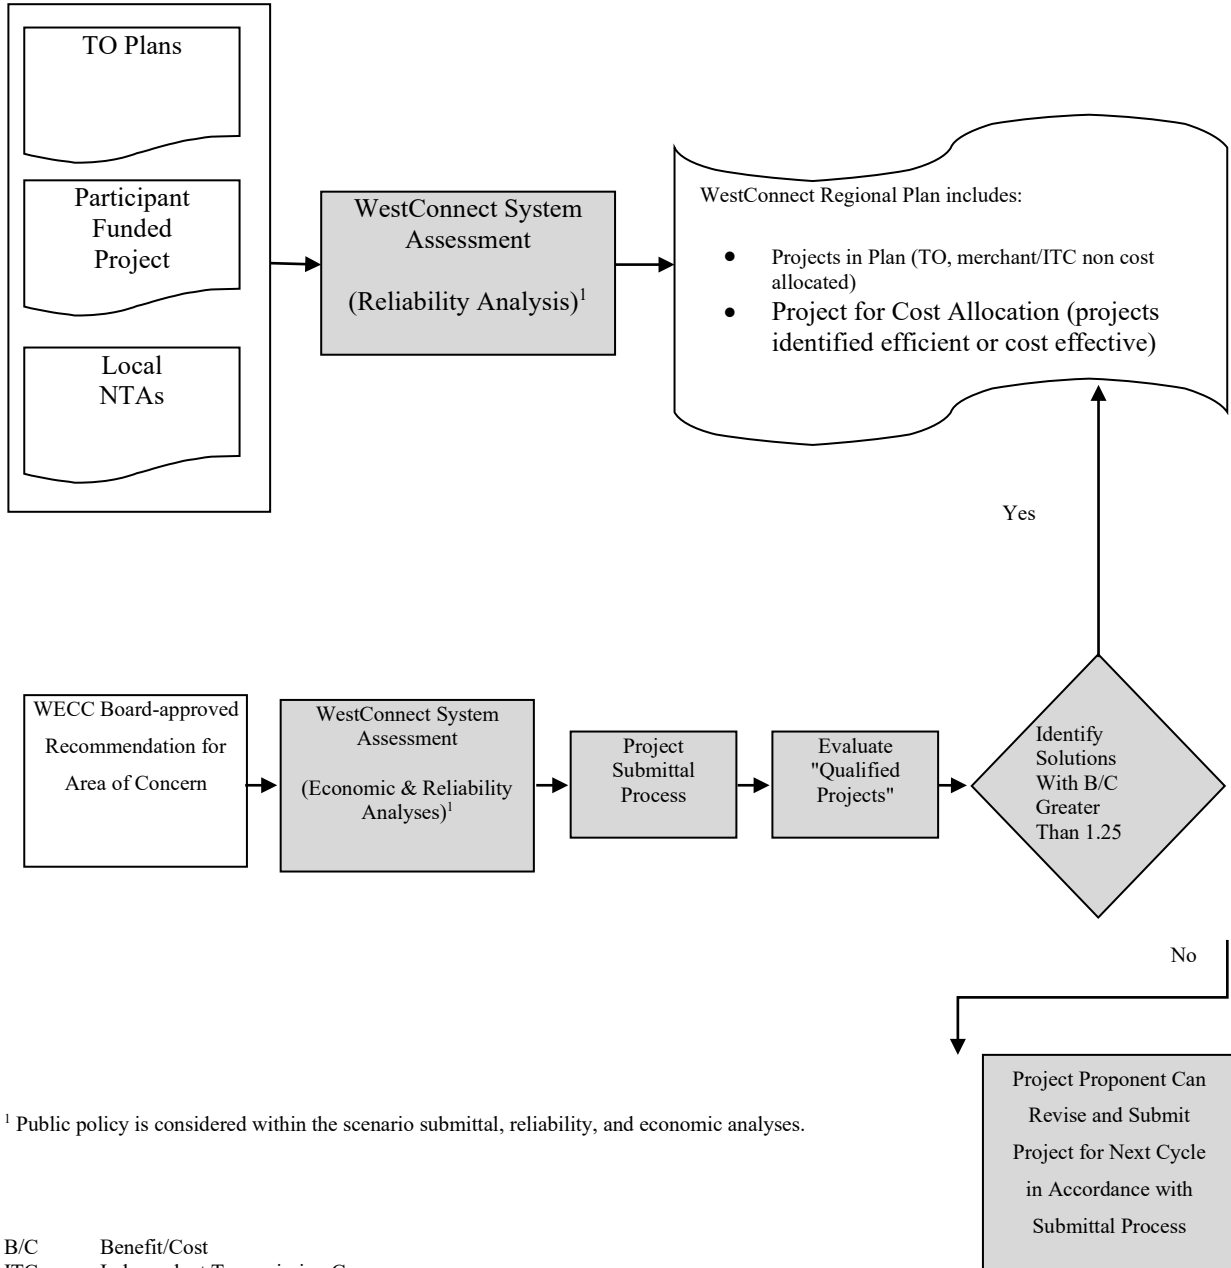 TO Plans
Participant
Funded
Project
Local
NTAs
WestConnect System
Assessment
(Reliability Analysis)1
WestConnect Regional Plan includes:
• Projects in Plan (TO, merchant/ITC non cost
allocated)
• Project for Cost Allocation (projects
identified efficient or cost effective)
Yes
WECC Board-approved
Recommendation for
Area of Concern
WestConnect System
Assessment
(Economic & Reliability
Analyses)1
Project
Submittal
Process
Evaluate
"Qualified
Projects"
Identify
Solutions
With B/C
Greater
Than 1.25
No
Project Proponent Can
Revise and Submit
Project for Next Cycle
in Accordance with
Submittal Process
1 Public policy is considered within the scenario submittal, reliability, and economic analyses.
B/C Benefit/Cost